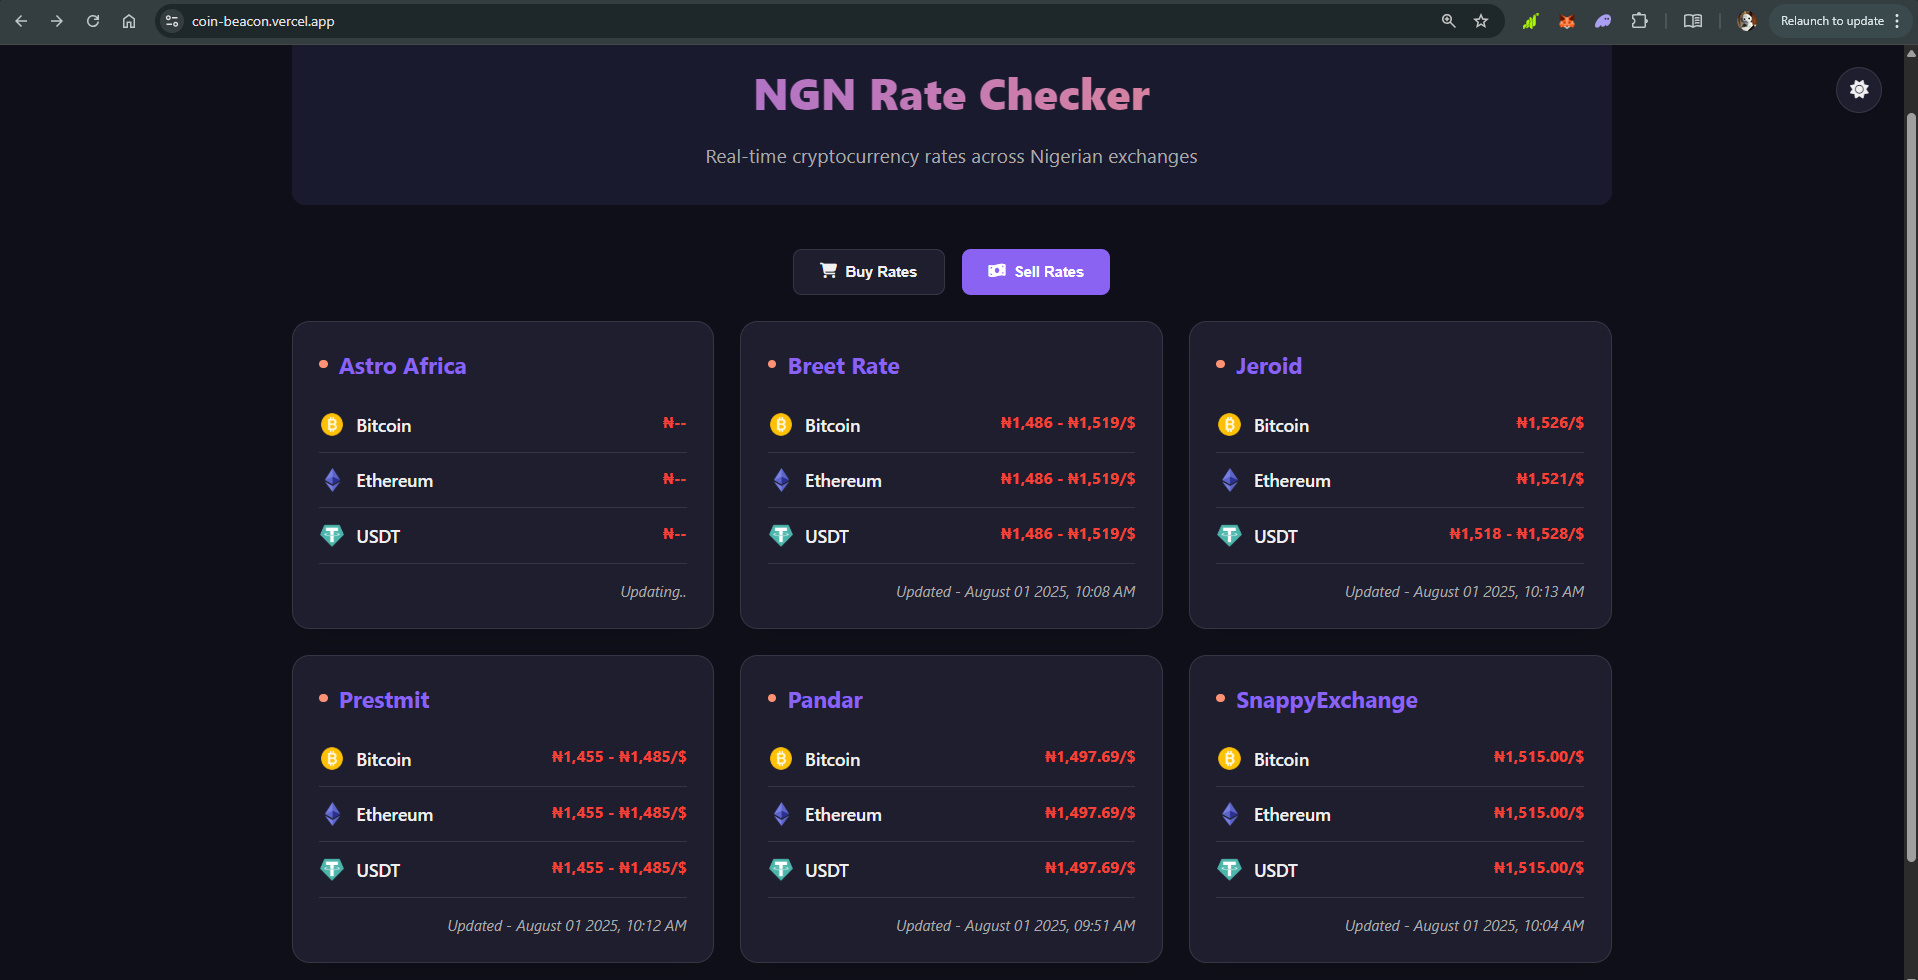 coin-beacon.vercel.app
Relaunch to update
NGN Rate Checker
Real-time cryptocurrency rates across Nigerian exchanges
Buy Rates
Sell Rates
Astro Africa
Bitcoin ₦--
Ethereum ₦--
USDT ₦--
Updating..
Breet Rate
Bitcoin ₦1,486 - ₦1,519/$
Ethereum ₦1,486 - ₦1,519/$
USDT ₦1,486 - ₦1,519/$
Updated - August 01 2025, 10:08 AM
Jeroid
Bitcoin ₦1,526/$
Ethereum ₦1,521/$
USDT ₦1,518 - ₦1,528/$
Updated - August 01 2025, 10:13 AM
Prestmit
Bitcoin ₦1,455 - ₦1,485/$
Ethereum ₦1,455 - ₦1,485/$
USDT ₦1,455 - ₦1,485/$
Updated - August 01 2025, 10:12 AM
Pandar
Bitcoin ₦1,497.69/$
Ethereum ₦1,497.69/$
USDT ₦1,497.69/$
Updated - August 01 2025, 09:51 AM
SnappyExchange
Bitcoin ₦1,515.00/$
Ethereum ₦1,515.00/$
USDT ₦1,515.00/$
Updated - August 01 2025, 10:04 AM